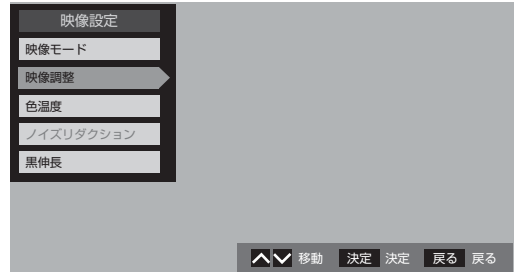 映像設定
映像モード
映像調整
色温度
ノイズリダクション
黒伸長
移動 決定 決定 戻る 戻る